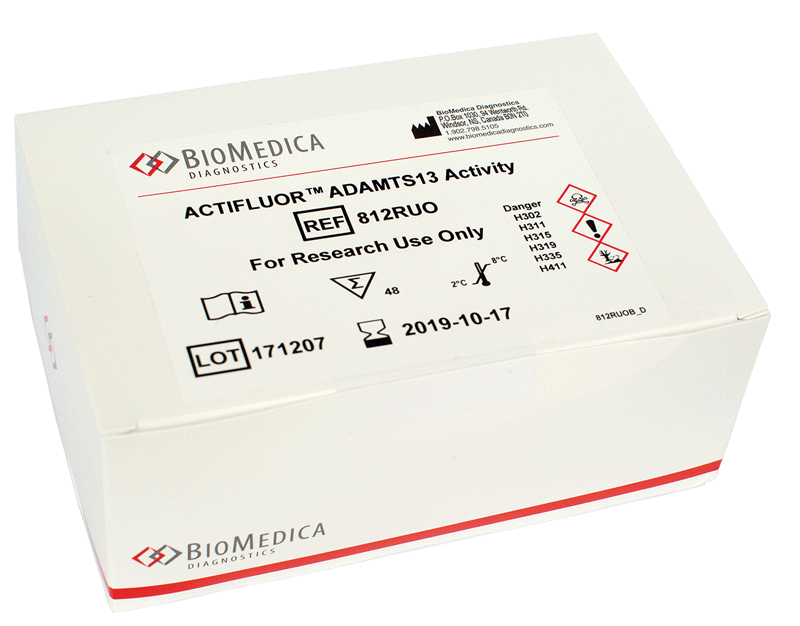 BioMedica Diagnostics
P.O.Box 1030, 94 Wentworth Rd.
Windsor, NS, Canada B0N 2T0
1.902.798.5105
www.biomedicadiagnostics.com
BIOMEDICA
DIAGNOSTICS
ACTIFLUOR™ ADAMTS13 Activity
REF 812RUO
For Research Use Only
Danger
H302
H311
H315
H319
H335
H411
i
Σ 48
2°C 8°C
LOT 171207
2019-10-17
812RUOB_D
BIOMEDICA
DIAGNOSTICS